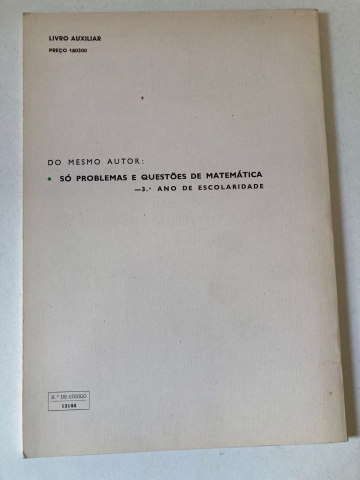 LIVRO AUXILIAR
PREÇO 180$00
DO MESMO AUTOR:
• SÓ PROBLEMAS E QUESTÕES DE MATEMÁTICA
—3.º ANO DE ESCOLARIDADE
N.º DE CÓDIGO
13144